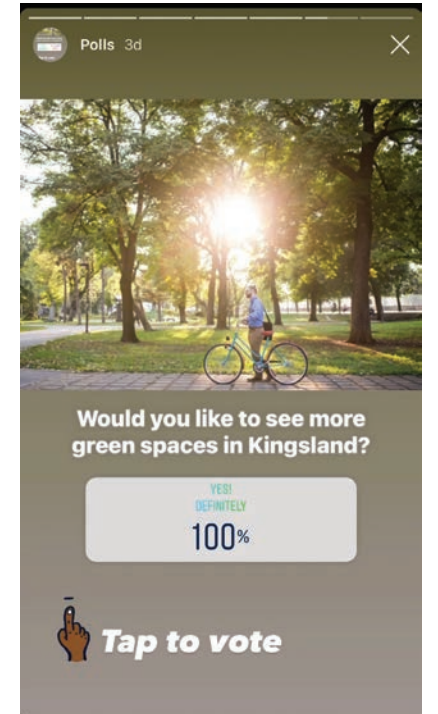 Polls 3d
Would you like to see more
green spaces in Kingsland?
YES!
DEFINITELY
100%
Tap to vote